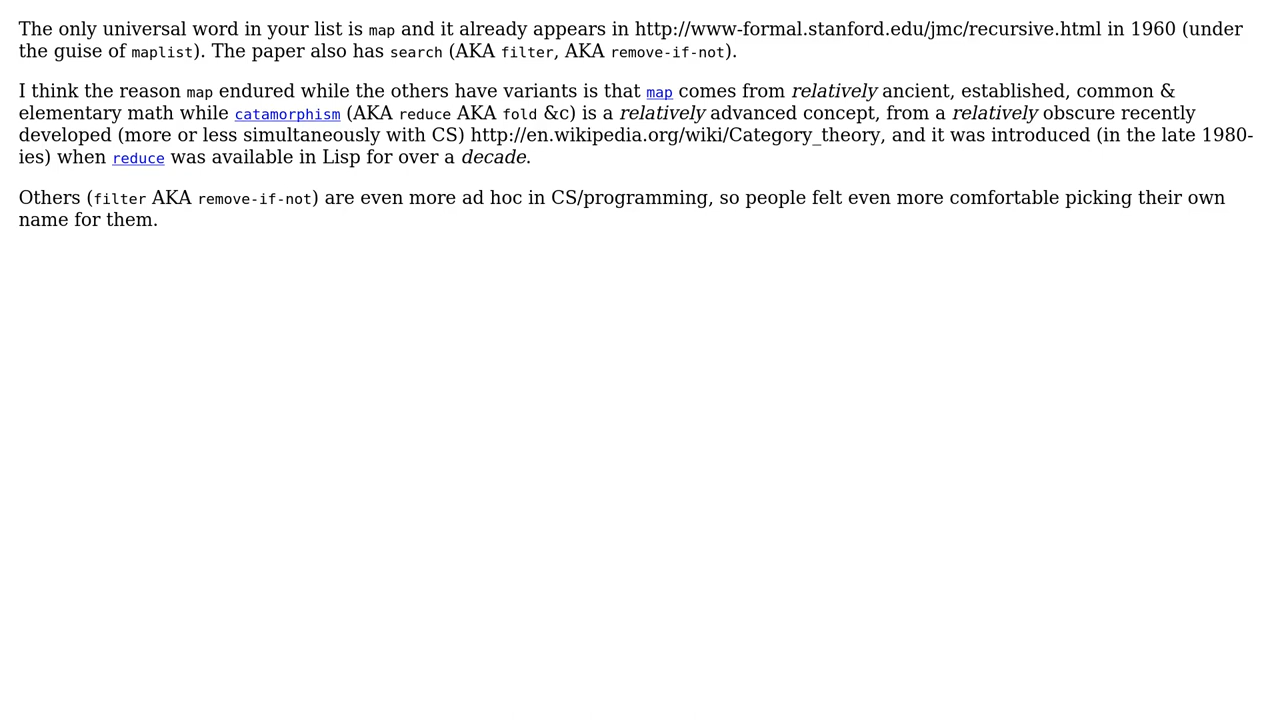 The only universal word in your list is map and it already appears in http://www-formal.stanford.edu/jmc/recursive.html in 1960 (under
the guise of maplist). The paper also has search (AKA filter, AKA remove-if-not).
I think the reason map endured while the others have variants is that map comes from relatively ancient, established, common &
elementary math while catamorphism (AKA reduce AKA fold &c) is a relatively advanced concept, from a relatively obscure recently
developed (more or less simultaneously with CS) http://en.wikipedia.org/wiki/Category_theory, and it was introduced (in the late 1980-
ies) when reduce was available in Lisp for over a decade.
Others (filter AKA remove-if-not) are even more ad hoc in CS/programming, so people felt even more comfortable picking their own
name for them.